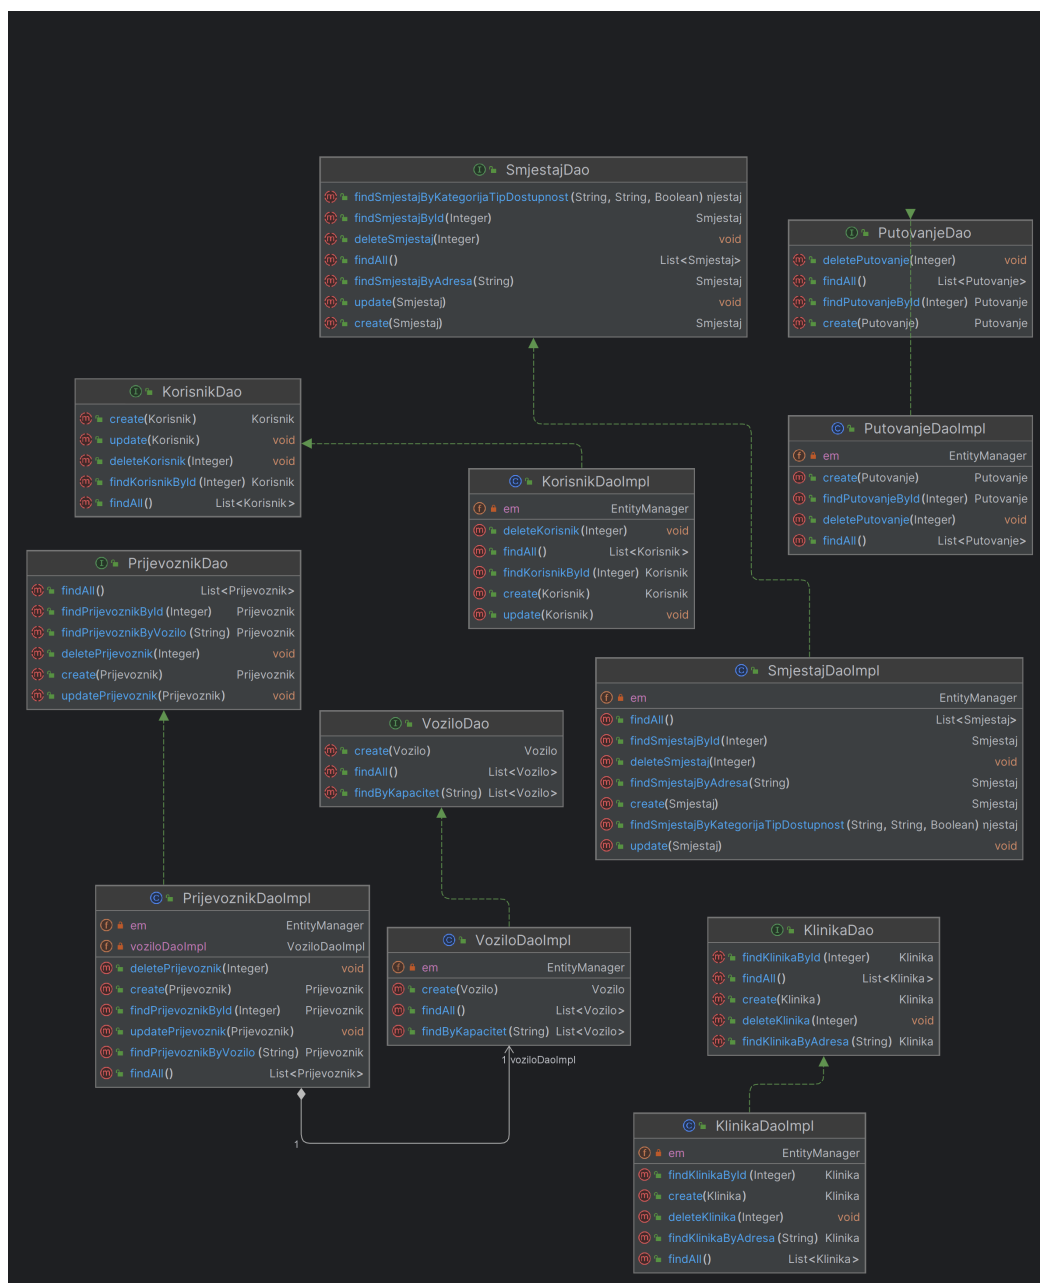 SmjestajDao
findSmjestajByKategorijaTipDostupnost(String, String, Boolean) njestaj
findSmjestajById(Integer) Smjestaj
deleteSmjestaj(Integer) void
findAll() List<Smjestaj>
findSmjestajByAdresa(String) Smjestaj
update(Smjestaj) void
create(Smjestaj) Smjestaj
PutovanjeDao
deletePutovanje(Integer) void
findAll() List<Putovanje>
findPutovanjeById(Integer) Putovanje
create(Putovanje) Putovanje
KorisnikDao
create(Korisnik) Korisnik
update(Korisnik) void
deleteKorisnik(Integer) void
findKorisnikById(Integer) Korisnik
findAll() List<Korisnik>
PutovanjeDaoImpl
em EntityManager
create(Putovanje) Putovanje
findPutovanjeById(Integer) Putovanje
deletePutovanje(Integer) void
findAll() List<Putovanje>
KorisnikDaoImpl
em EntityManager
deleteKorisnik(Integer) void
findAll() List<Korisnik>
findKorisnikById(Integer) Korisnik
create(Korisnik) Korisnik
update(Korisnik) void
PrijevoznikDao
findAll() List<Prijevoznik>
findPrijevoznikById(Integer) Prijevoznik
findPrijevoznikByVozilo(String) Prijevoznik
deletePrijevoznik(Integer) void
create(Prijevoznik) Prijevoznik
updatePrijevoznik(Prijevoznik) void
SmjestajDaoImpl
em EntityManager
findAll() List<Smjestaj>
findSmjestajById(Integer) Smjestaj
deleteSmjestaj(Integer) void
findSmjestajByAdresa(String) Smjestaj
create(Smjestaj) Smjestaj
findSmjestajByKategorijaTipDostupnost(String, String, Boolean) njestaj
update(Smjestaj) void
VoziloDao
create(Vozilo) Vozilo
findAll() List<Vozilo>
findByKapacitet(String) List<Vozilo>
PrijevoznikDaoImpl
em EntityManager
voziloDaoImpl VoziloDaoImpl
deletePrijevoznik(Integer) void
create(Prijevoznik) Prijevoznik
findPrijevoznikById(Integer) Prijevoznik
updatePrijevoznik(Prijevoznik) void
findPrijevoznikByVozilo(String) Prijevoznik
findAll() List<Prijevoznik>
VoziloDaoImpl
em EntityManager
create(Vozilo) Vozilo
findAll() List<Vozilo>
findByKapacitet(String) List<Vozilo>
1 voziloDaoImpl
1
KlinikaDao
findKlinikaById(Integer) Klinika
findAll() List<Klinika>
create(Klinika) Klinika
deleteKlinika(Integer) void
findKlinikaByAdresa(String) Klinika
KlinikaDaoImpl
em EntityManager
findKlinikaById(Integer) Klinika
create(Klinika) Klinika
deleteKlinika(Integer) void
findKlinikaByAdresa(String) Klinika
findAll() List<Klinika>